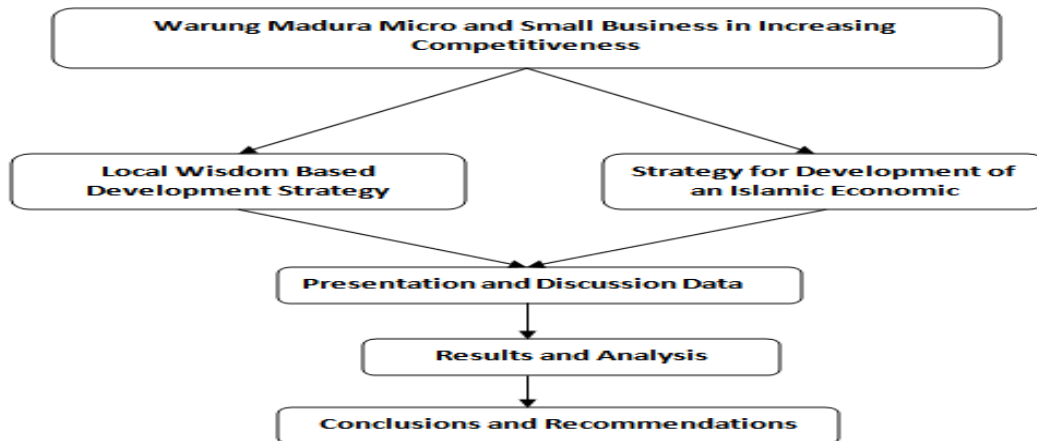 Warung Madura Micro and Small Business in Increasing
Competitiveness
Local Wisdom Based
Development Strategy
Strategy for Development of
an Islamic Economic
Presentation and Discussion Data
Results and Analysis
Conclusions and Recommendations